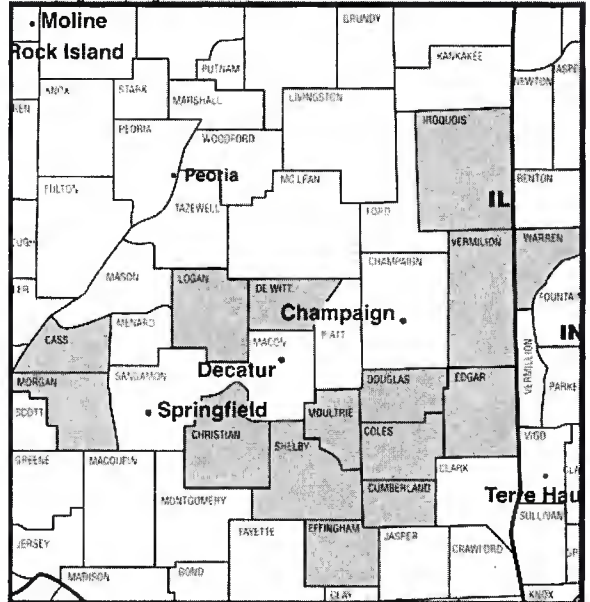 Moline
GRUNDY
Rock Island
KANKAKEE
PUTNAM
NEWTON
KNOX
STARK
MARSHALL
LIVINGSTON
IROQUOIS
PEORIA
WOODFORD
Peoria
MC LEAN
BENTON
FULTON
IL
TAZEWELL
FORD
VERMILION
WARREN
CHAMPAIGN
MASON
LOGAN
DE WITT
FOUNTAIN
Champaign
MENARD
CASS
MACON
PIATT
IN
VERMILLION
Decatur
MORGAN
SANGAMON
DOUGLAS
EDGAR
PARKE
SCOTT
Springfield
MOULTRIE
CHRISTIAN
COLES
VIGO
SHELBY
GREENE
MACOUPIN
CLARK
CUMBERLAND
Terre Hau
MONTGOMERY
SULLIVAN
FAYETTE
EFFINGHAM
JASPER
CRAWFORD
JERSEY
MADISON
BOND
CLAY
KNOX